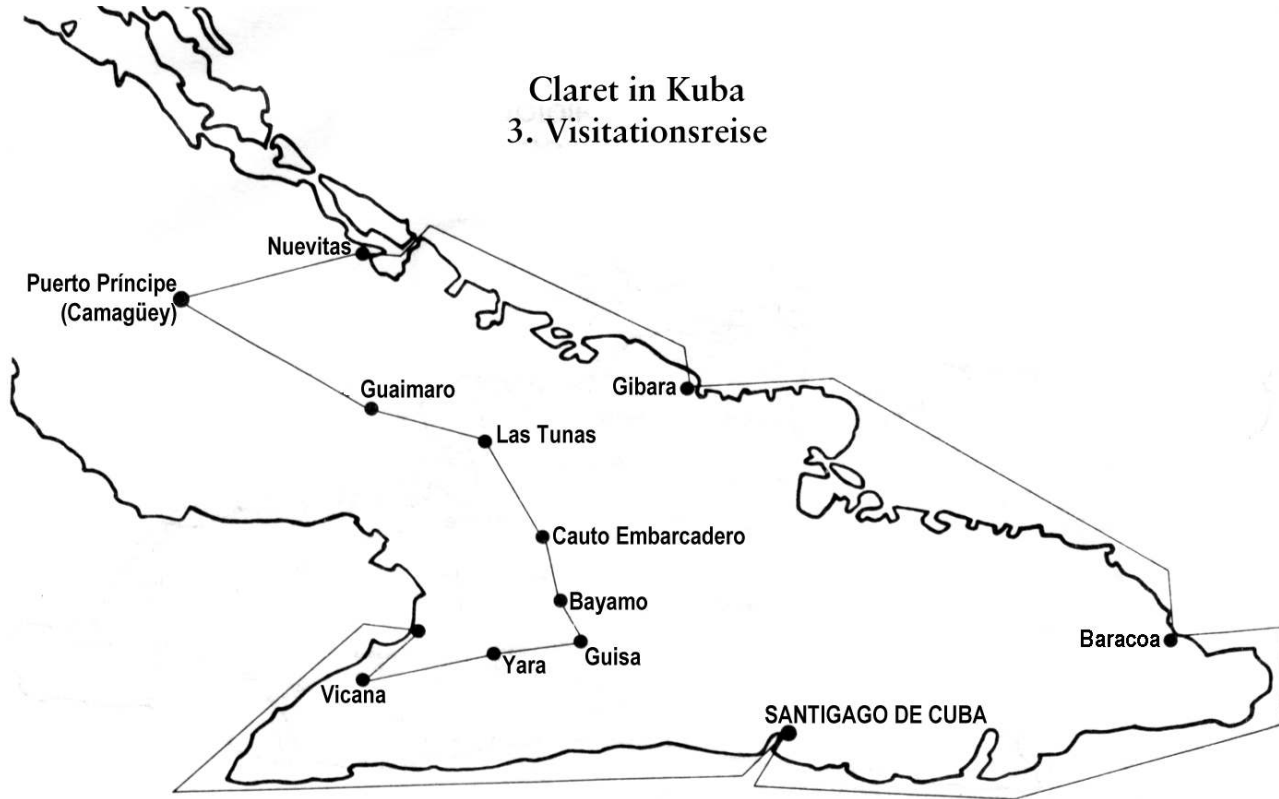 Claret in Kuba
3. Visitationsreise
Nuevitas
Puerto Príncipe
(Camagüey)
Guaimaro
Gibara
Las Tunas
Cauto Embarcadero
Bayamo
Guisa
Yara
Vicana
Baracoa
SANTIGAGO DE CUBA